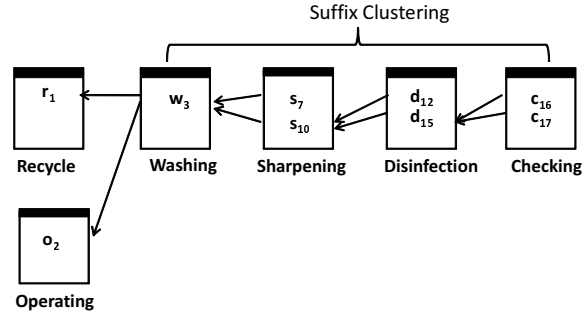 Suffix Clustering
r1
w3
s7
s10
d12
d15
c16
c17
Recycle
Washing
Sharpening
Disinfection
Checking
o2
Operating